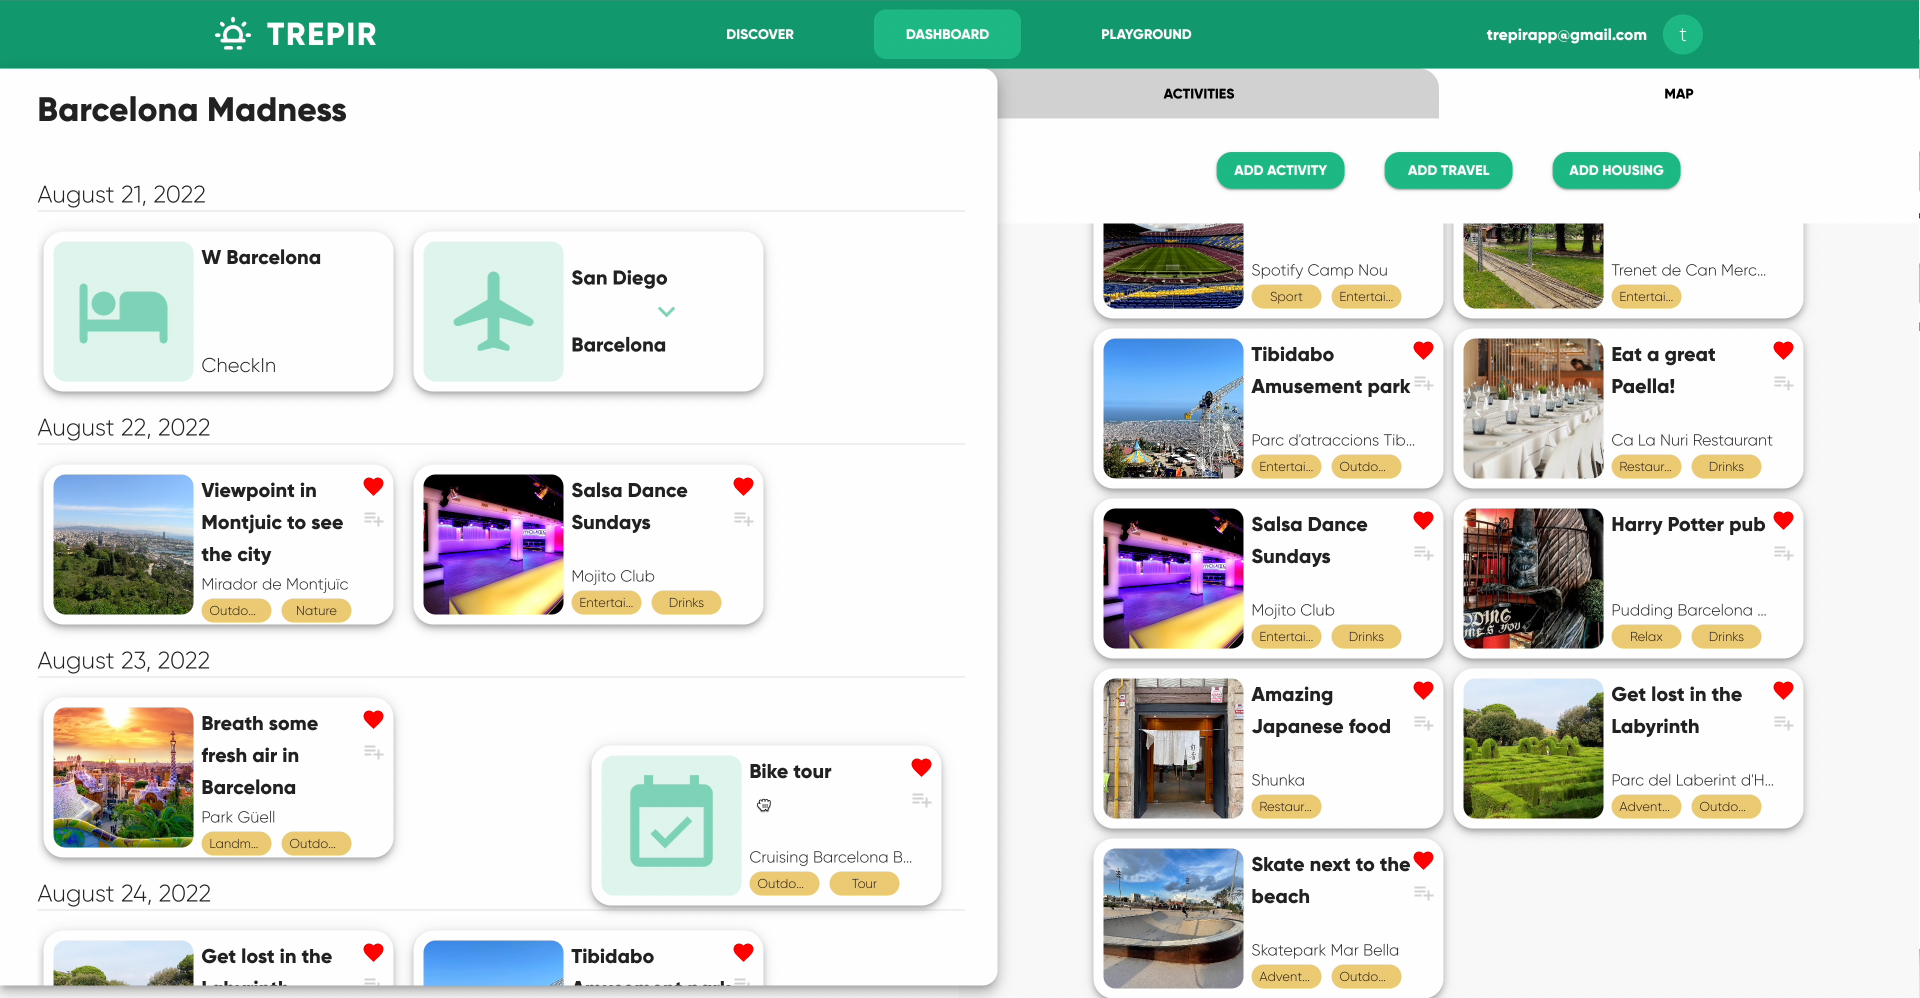 TREPIR
DISCOVER
DASHBOARD
PLAYGROUND
trepirapp@gmail.com
t
Barcelona Madness
August 21, 2022
W Barcelona
CheckIn
San Diego
Barcelona
August 22, 2022
Viewpoint in
Montjuic to see
the city
Mirador de Montjuïc
Outdo...
Nature
Salsa Dance
Sundays
Mojito Club
Entertai...
Drinks
August 23, 2022
Breath some
fresh air in
Barcelona
Park Güell
Landm...
Outdo...
Bike tour
Cruising Barcelona B...
Outdo...
Tour
August 24, 2022
Get lost in the
Labyrinth
Tibidabo
Amusement park
ACTIVITIES
MAP
ADD ACTIVITY
ADD TRAVEL
ADD HOUSING
Spotify Camp Nou
Sport
Entertai...
Trenet de Can Merc...
Entertai...
Tibidabo
Amusement park
Parc d'atraccions Tib...
Entertai...
Outdo...
Eat a great
Paella!
Ca La Nuri Restaurant
Restaur...
Drinks
Salsa Dance
Sundays
Mojito Club
Entertai...
Drinks
Harry Potter pub
Pudding Barcelona ...
Relax
Drinks
Amazing
Japanese food
Shunka
Restaur...
Get lost in the
Labyrinth
Parc del Laberint d'H...
Advent...
Outdo...
Skate next to the
beach
Skatepark Mar Bella
Advent...
Outdo...